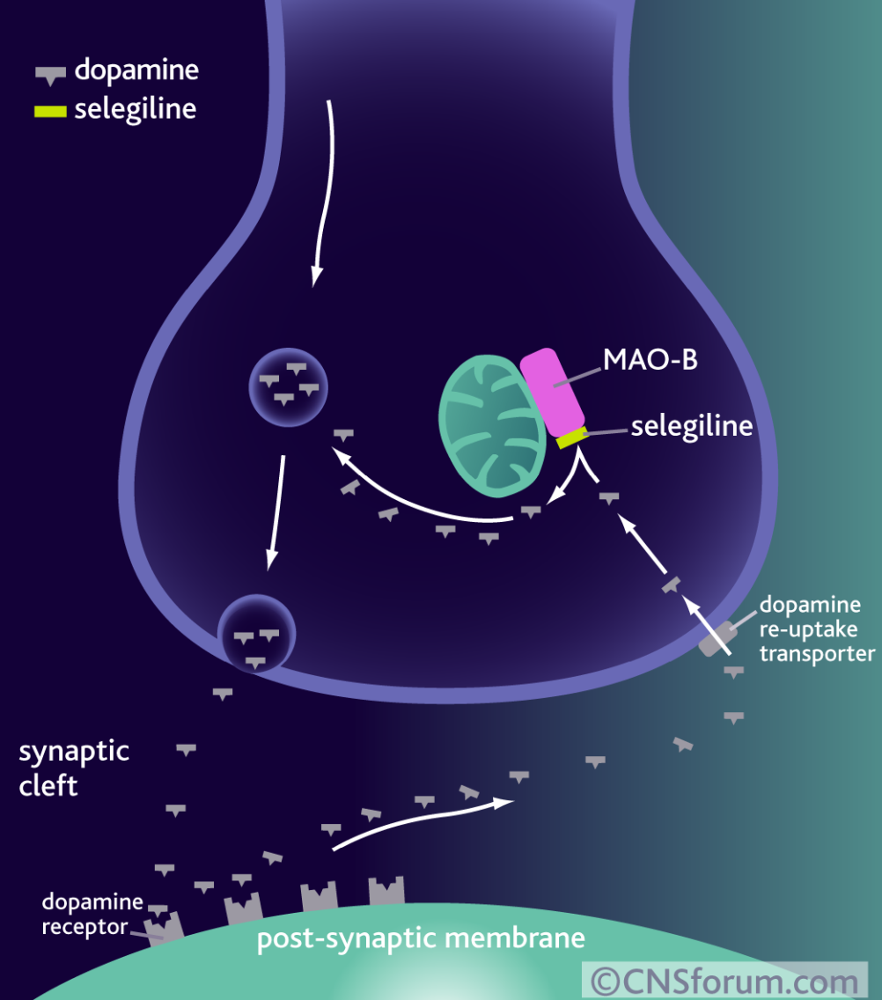 dopamine
selegiline
MAO-B
selegiline
dopamine
re-uptake
transporter
synaptic
cleft
dopamine
receptor
post-synaptic membrane
©CNSforum.com